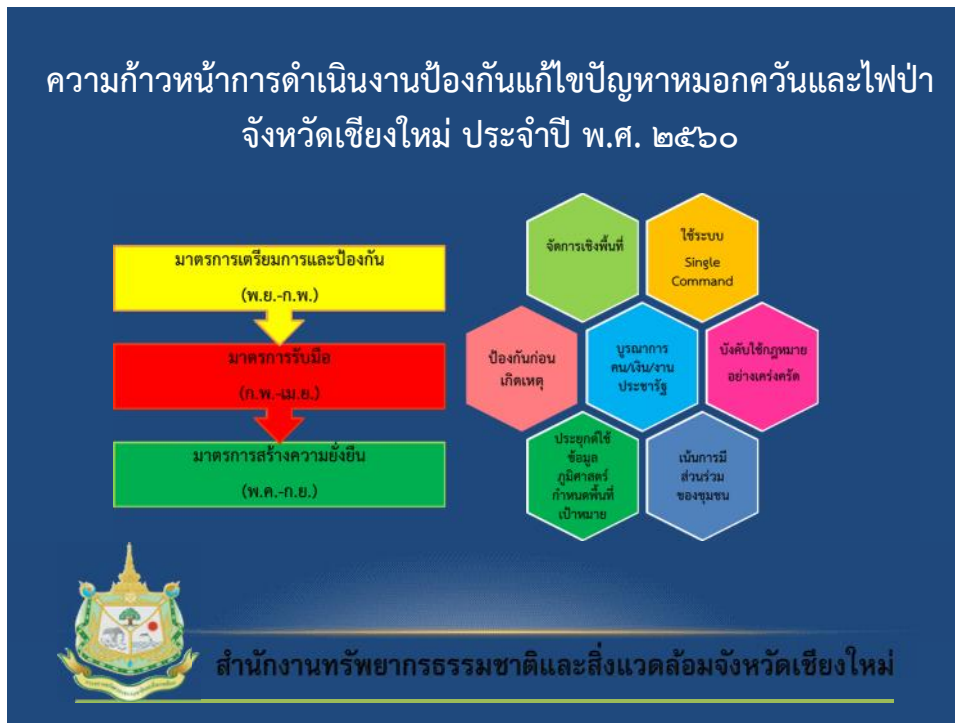 ความก้าวหน้าการดำเนินงานป้องกันแก้ไขปัญหาหมอกควันและไฟป่า
จังหวัดเชียงใหม่ ประจำปี พ.ศ. ๒๕๖๐
มาตรการเตรียมการและป้องกัน
(พ.ย.-ก.พ.)
มาตรการรับมือ
(ก.พ.-เม.ย.)
มาตรการสร้างความยั่งยืน
(พ.ค.-ก.ย.)
จัดการเชิงพื้นที่
ใช้ระบบ
Single
Command
ป้องกันก่อน
เกิดเหตุ
บูรณาการ
คน/เงิน/งาน
ประชารัฐ
บังคับใช้กฎหมาย
อย่างเคร่งครัด
ประยุกต์ใช้
ข้อมูล
ภูมิศาสตร์
กำหนดพื้นที่
เป้าหมาย
เน้นการมี
ส่วนร่วม
ของชุมชน
สำนักงานทรัพยากรธรรมชาติและสิ่งแวดล้อมจังหวัดเชียงใหม่